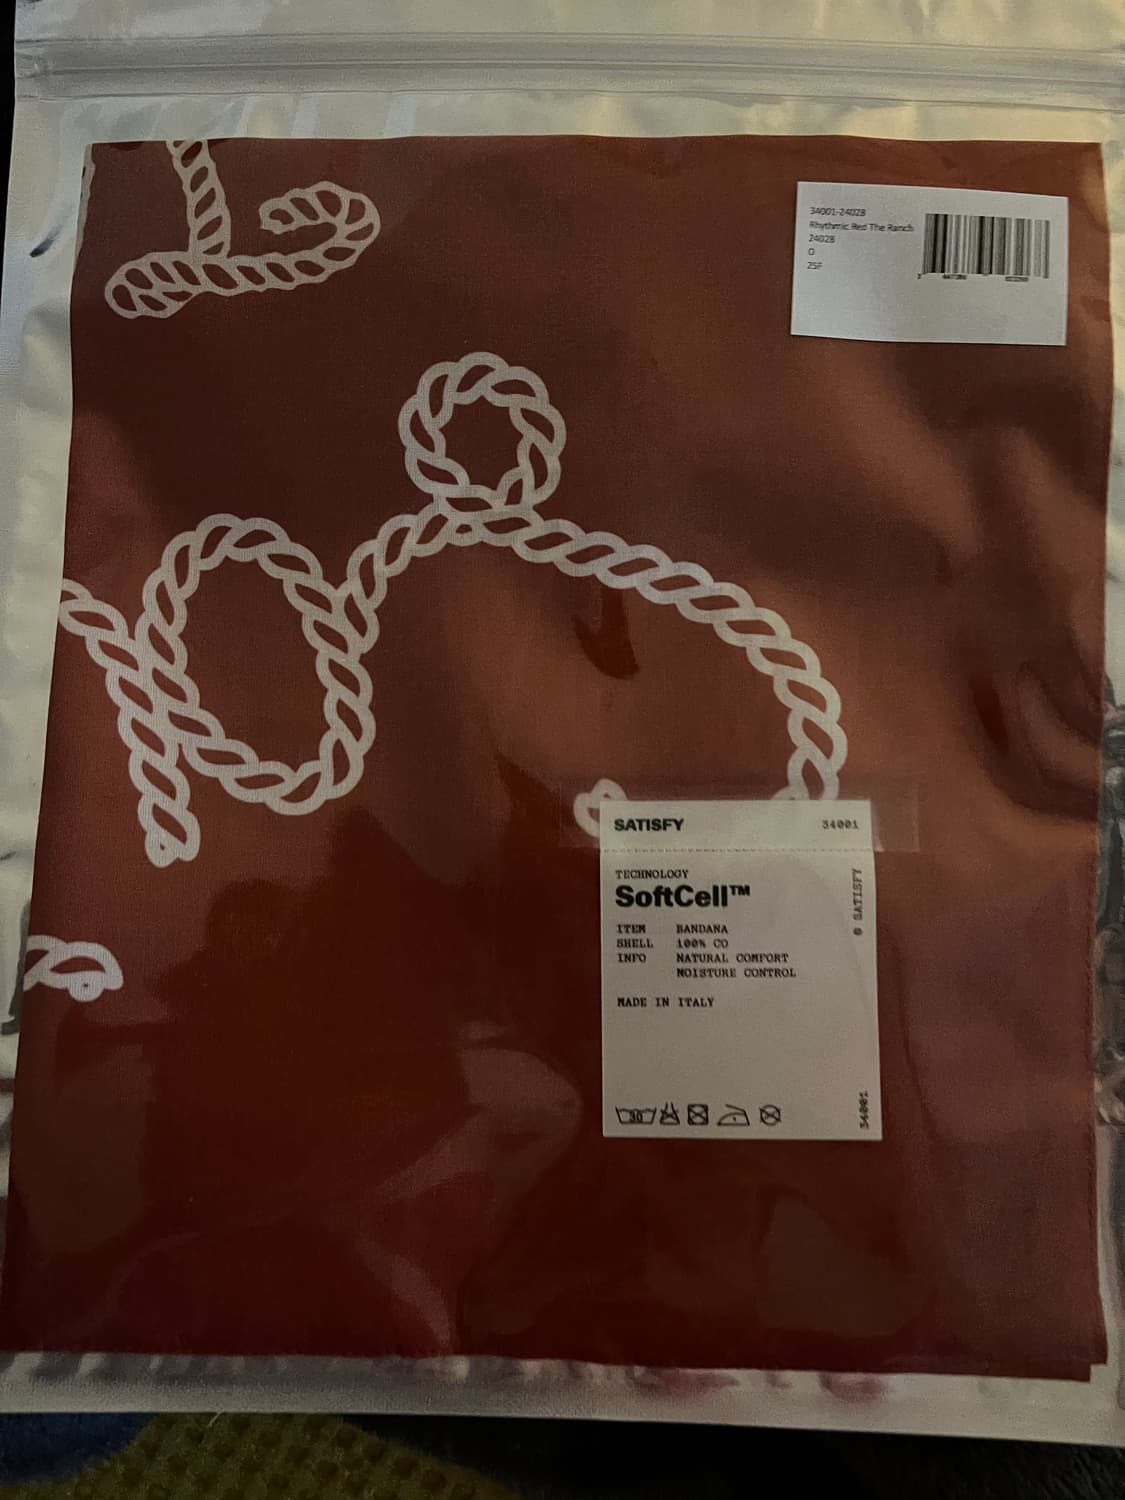 34001-24028
Rhythmic Red The Ranch
24028
O
25F
SATISFY 34001
TECHNOLOGY
SoftCell™
ITEM BANDANA
SHELL 100% CO
INFO NATURAL COMFORT
MOISTURE CONTROL
MADE IN ITALY
30
© SATISFY
34001